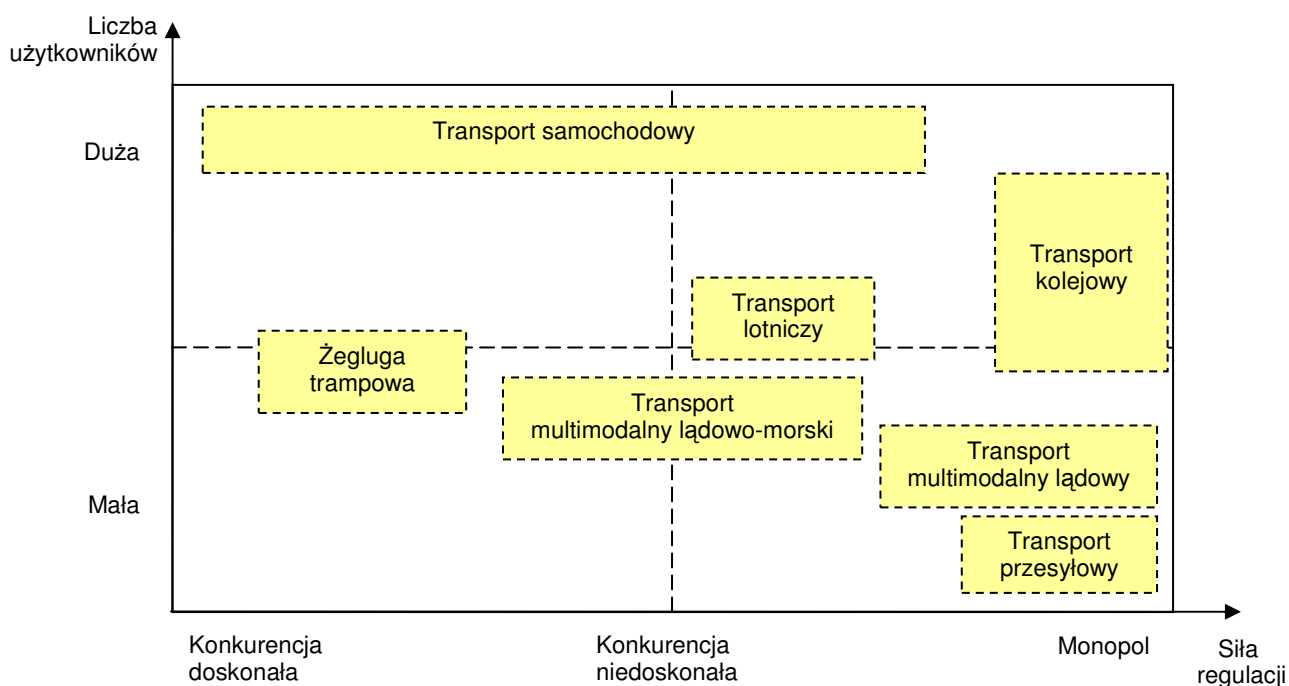 Liczba
użytkowników
Duża
Transport samochodowy
Transport
kolejowy
Transport
lotniczy
Żegluga
trampowa
Transport
multimodalny lądowo-morski
Transport
multimodalny lądowy
Mała
Transport
przesyłowy
Konkurencja
doskonała
Konkurencja
niedoskonała
Monopol
Siła
regulacji